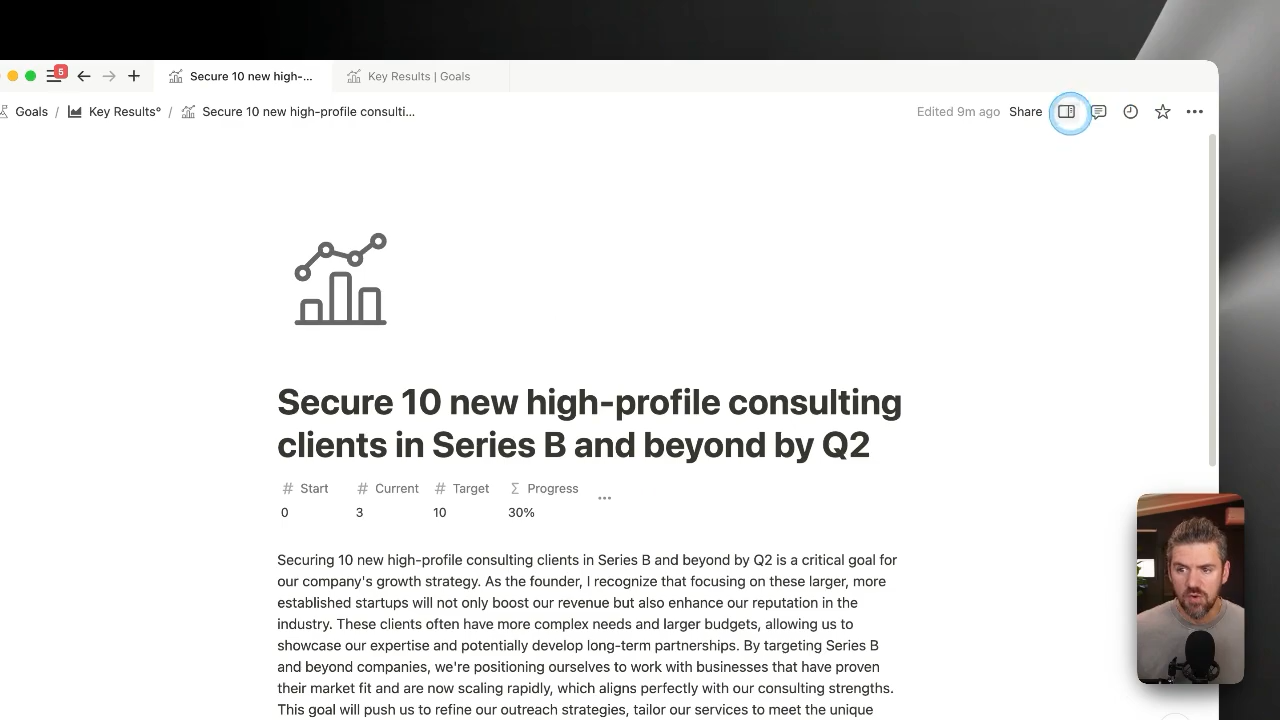 5
Secure 10 new high-...
Key Results | Goals
Goals / Key Results° / Secure 10 new high-profile consulti...
Edited 9m ago Share
Secure 10 new high-profile consulting
clients in Series B and beyond by Q2
# Start # Current # Target Σ Progress ...
0 3 10 30%
Securing 10 new high-profile consulting clients in Series B and beyond by Q2 is a critical goal for
our company's growth strategy. As the founder, I recognize that focusing on these larger, more
established startups will not only boost our revenue but also enhance our reputation in the
industry. These clients often have more complex needs and larger budgets, allowing us to
showcase our expertise and potentially develop long-term partnerships. By targeting Series B
and beyond companies, we're positioning ourselves to work with businesses that have proven
their market fit and are now scaling rapidly, which aligns perfectly with our consulting strengths.
This goal will push us to refine our outreach strategies, tailor our services to meet the unique